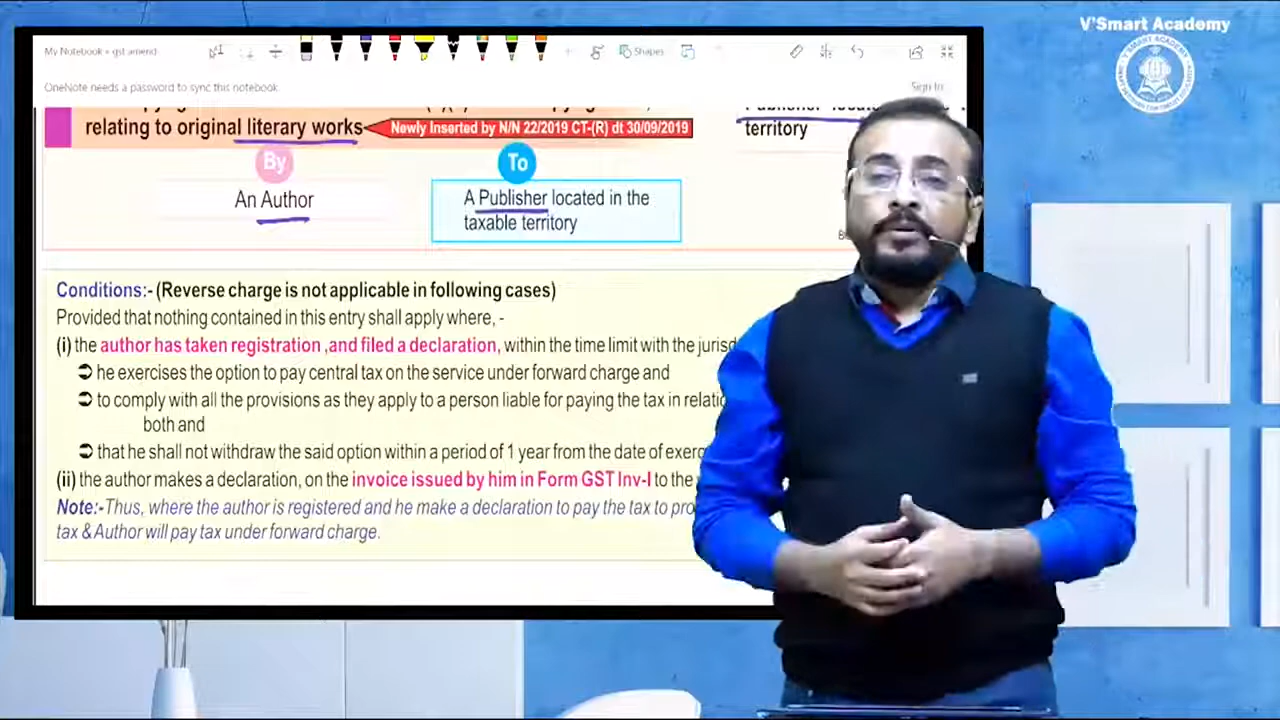 V'Smart Academy
My Notebook » gst amend
Shapes
OneNote needs a password to sync this notebook.
Sign In
relating to original literary works
Newly Inserted by N/N 22/2019 CT-(R) dt 30/09/2019
territory
By
To
An Author
A Publisher located in the
taxable territory
Conditions:- (Reverse charge is not applicable in following cases)
Provided that nothing contained in this entry shall apply where, -
(i) the author has taken registration ,and filed a declaration, within the time limit with the
he exercises the option to pay central tax on the service under forward charge and
to comply with all the provisions as they apply to a person liable for paying the tax in
both and
that he shall not withdraw the said option within a period of 1 year from the date of
(ii) the author makes a declaration, on the invoice issued by him in Form GST Inv-I to the
Note:-Thus, where the author is registered and he make a declaration to pay the tax to
tax & Author will pay tax under forward charge.